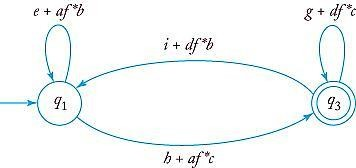 e + af*b
g + df*c
i + df*b
q1
q3
h + af*c